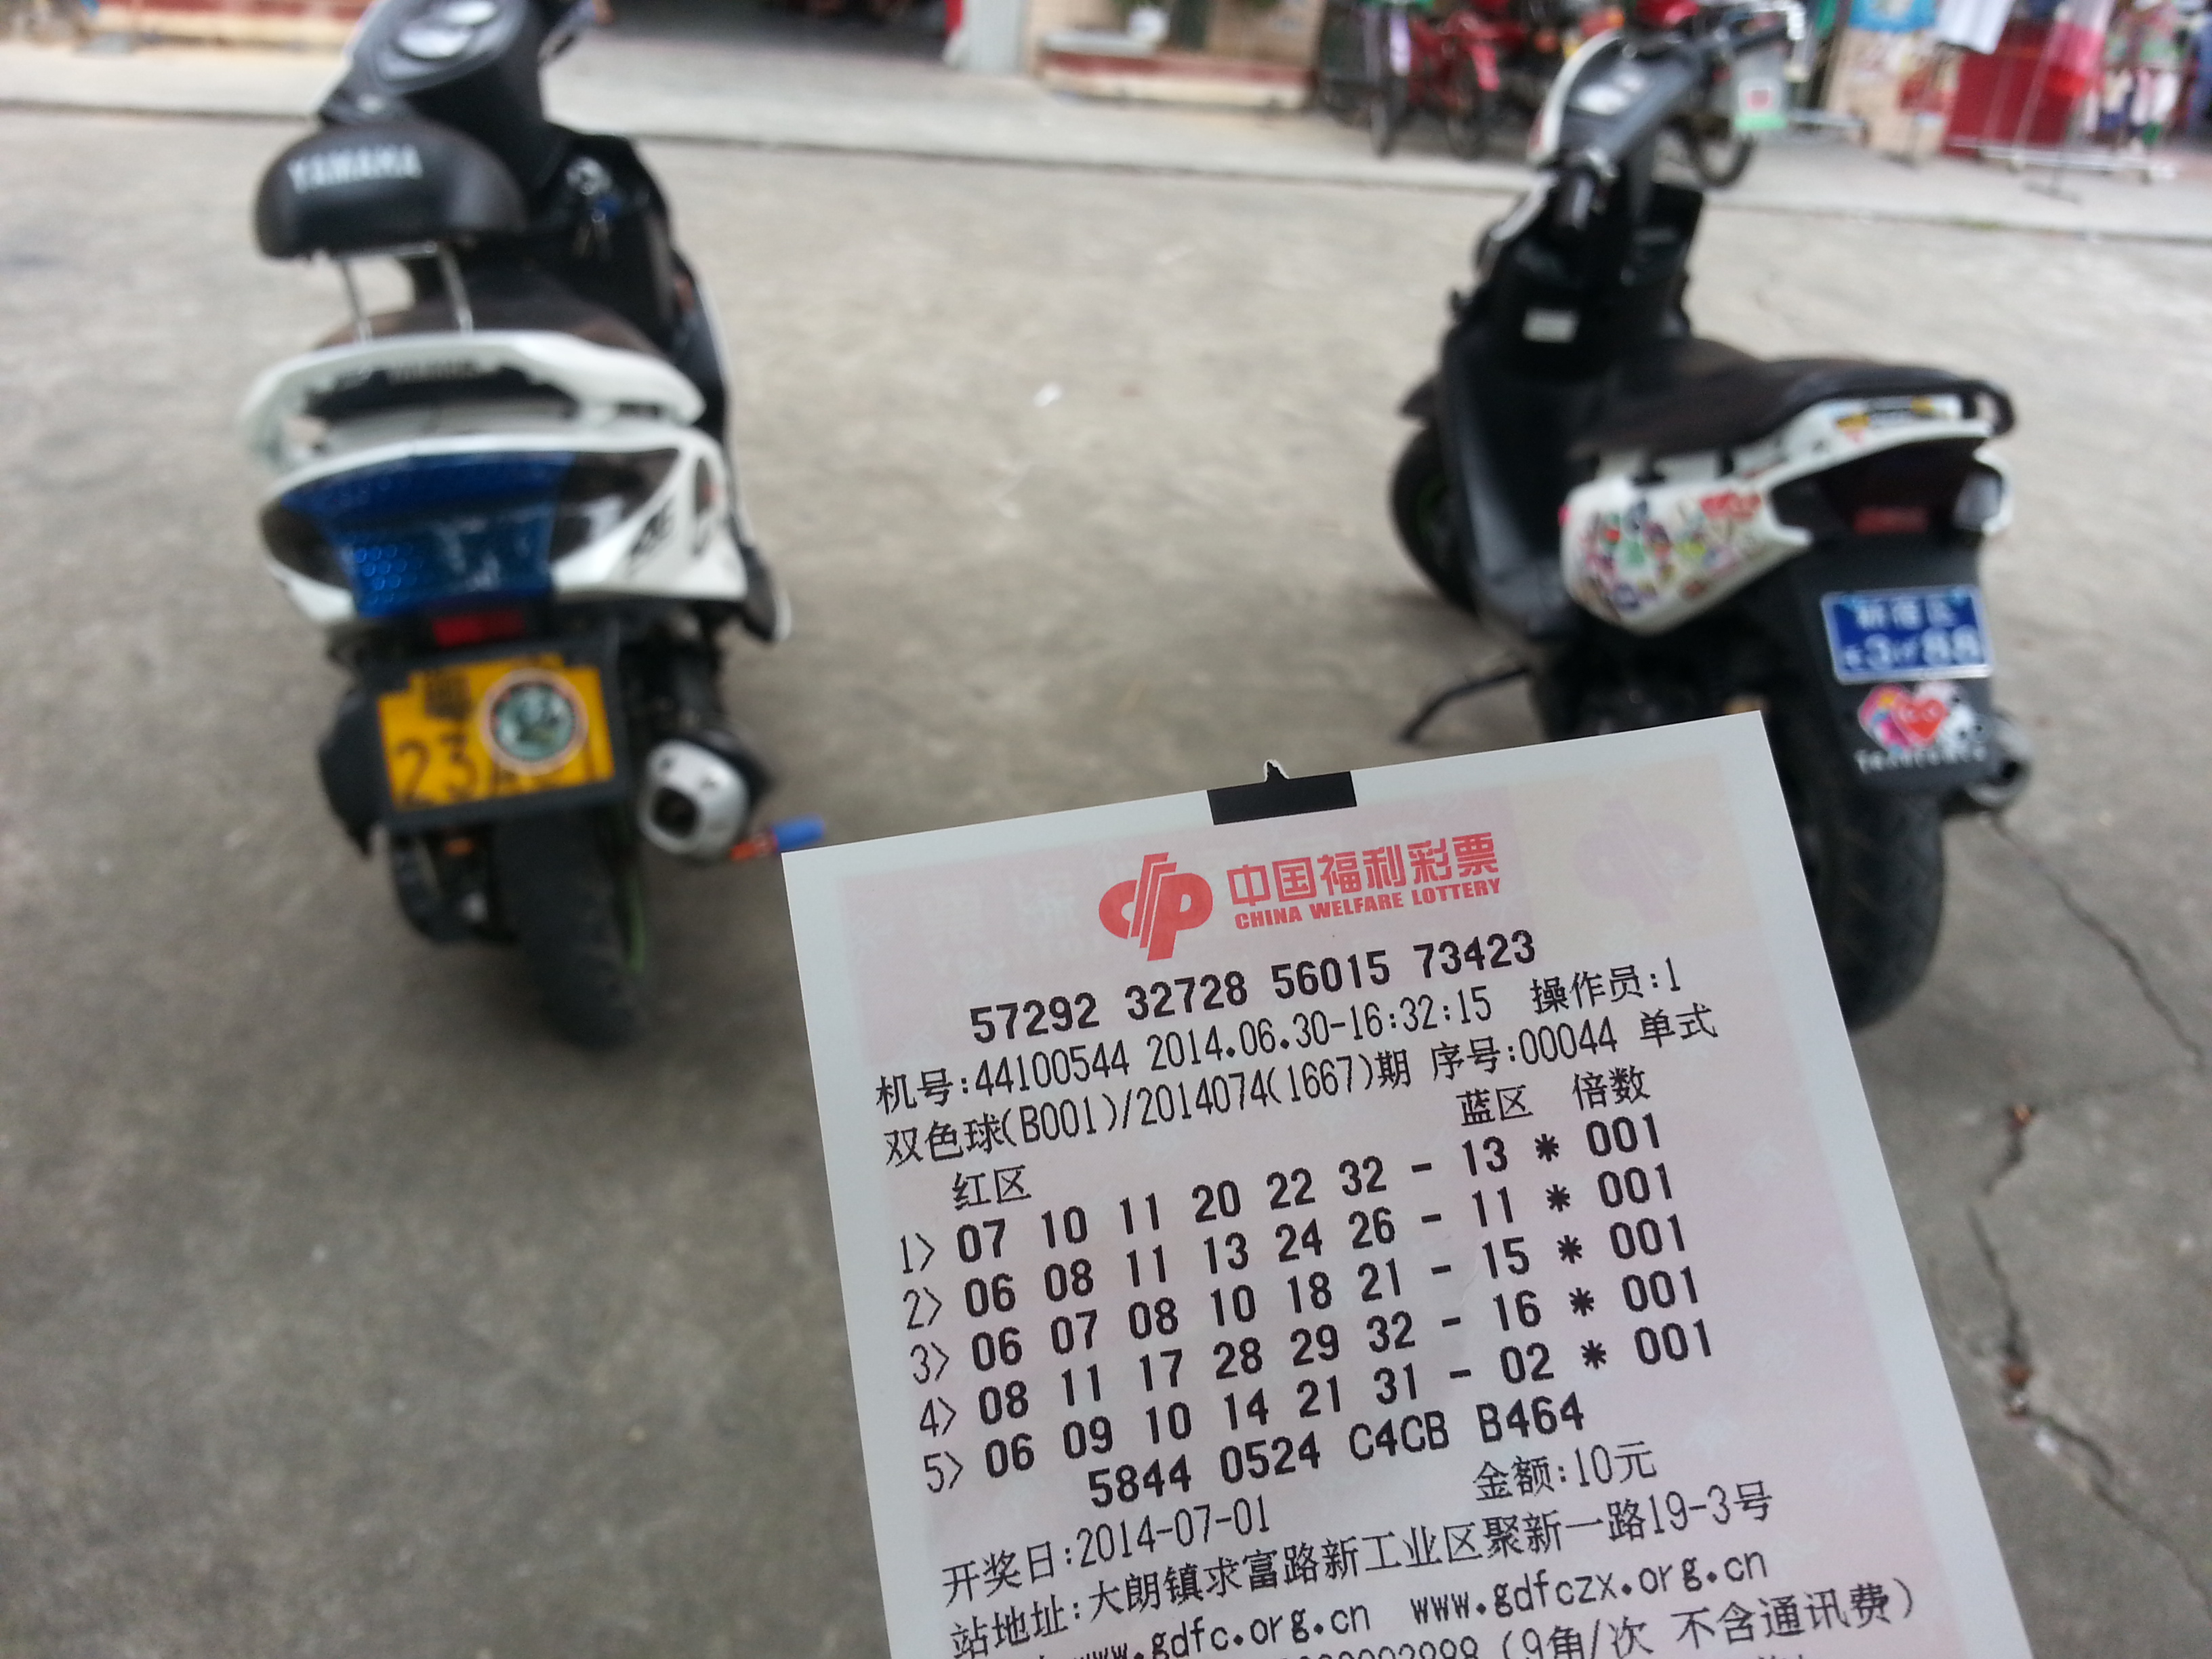 YAMAHA
中国福利彩票
CHINA WELFARE LOTTERY
57292 32728 56015 73423
机号:44100544 2014.06.30-16:32:15 操作员:1
双色球(B001)/2014074(1667)期 序号:00044 单式
红区 蓝区 倍数
1> 07 10 11 20 22 32 - 13 * 001
2> 06 08 11 13 24 26 - 11 * 001
3> 06 07 08 10 18 21 - 15 * 001
4> 08 11 17 28 29 32 - 16 * 001
5> 06 09 10 14 21 31 - 02 * 001
5844 0524 C4CB B464
开奖日:2014-07-01 金额:10元
站地址:大朗镇求富路新工业区聚新一路19-3号
www.gdfc.org.cn www.gdfczx.org.cn
(9角/次 不含通讯费)